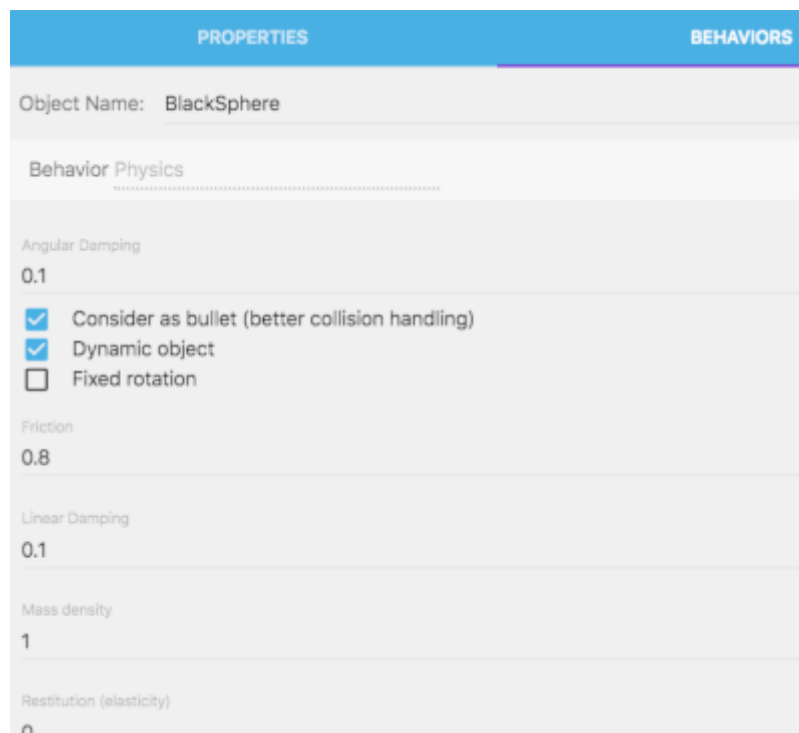 PROPERTIES BEHAVIORS
Object Name: BlackSphere
Behavior Physics
Angular Damping
0.1
Consider as bullet (better collision handling)
Dynamic object
Fixed rotation
Friction
0.8
Linear Damping
0.1
Mass density
1
Restitution (elasticity)